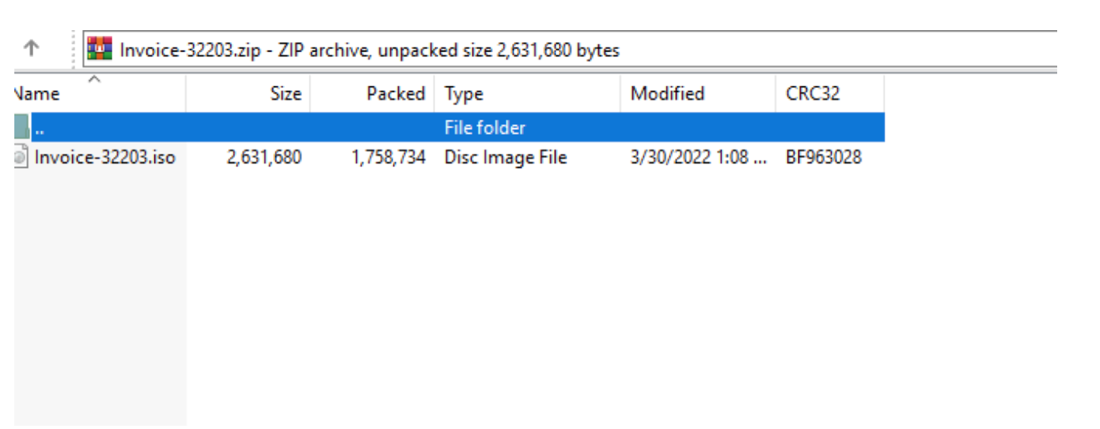 Invoice-32203.zip - ZIP archive, unpacked size 2,631,680 bytes
Name Size Packed Type Modified CRC32
.. File folder
Invoice-32203.iso 2,631,680 1,758,734 Disc Image File 3/30/2022 1:08 ... BF963028